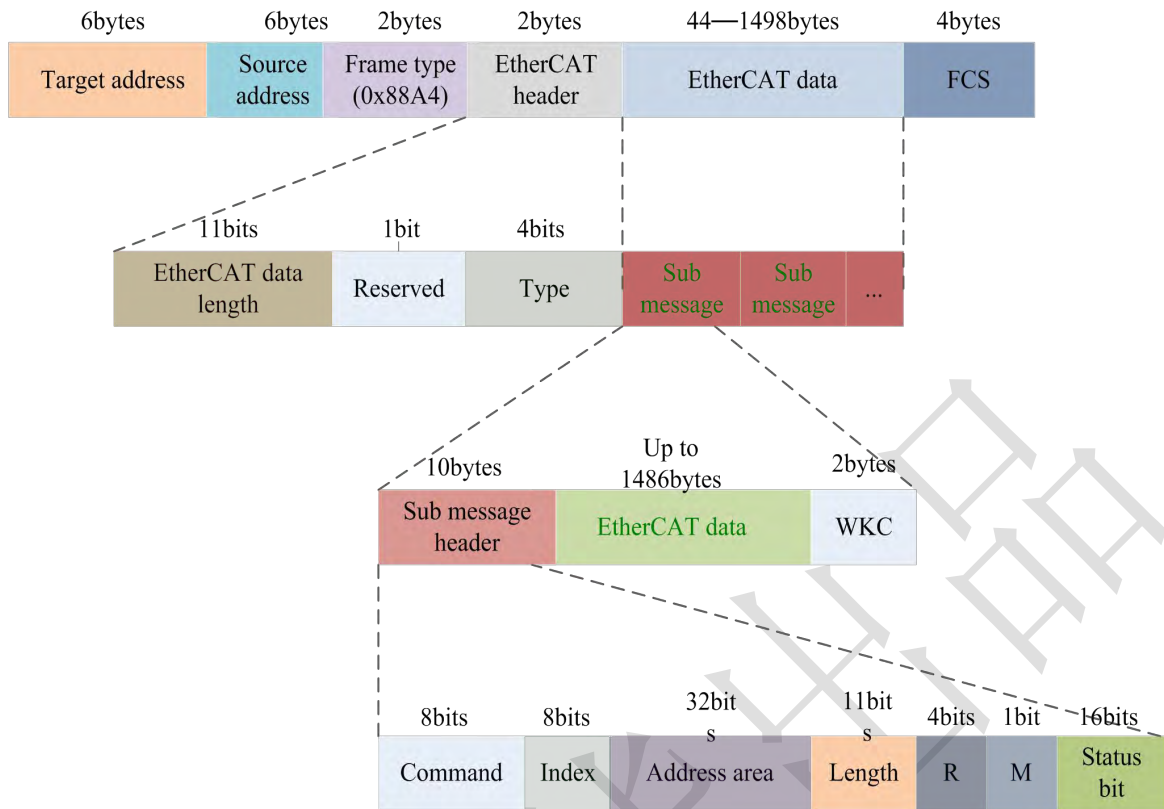 6bytes 6bytes 2bytes 2bytes 44—1498bytes 4bytes
Target address
Source
address
Frame type
(0x88A4)
EtherCAT
header
EtherCAT data
FCS
11bits 1bit 4bits
EtherCAT data
length
Reserved
Type
Sub
message
Sub
message
...
10bytes
Up to
1486bytes
2bytes
Sub message
header
EtherCAT data
WKC
8bits 8bits
32bit
s
11bit
s
4bits 1bit 16bits
Command
Index
Address area
Length
R
M
Status
bit